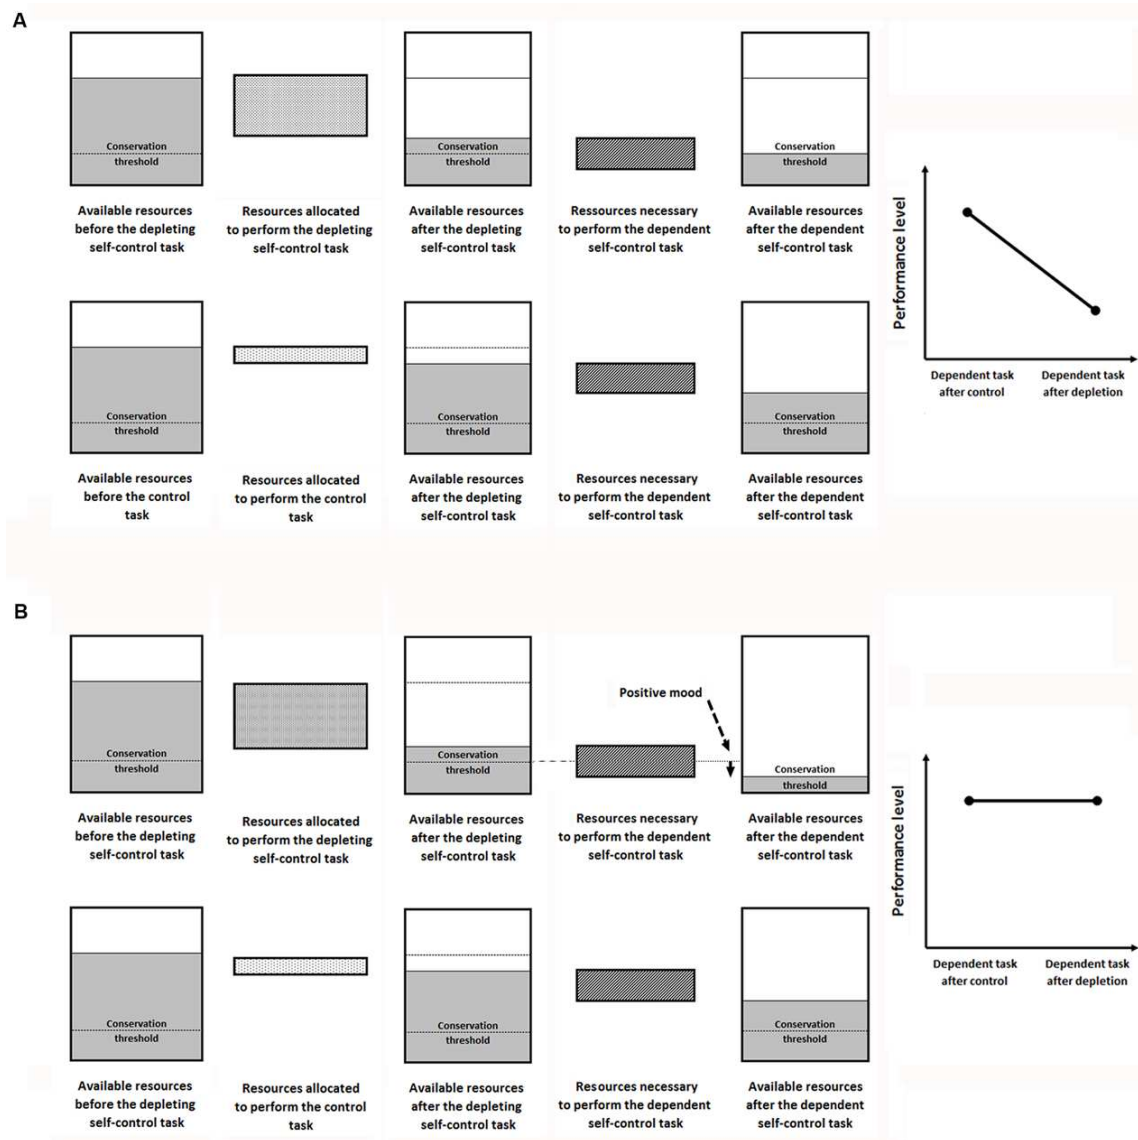 A
Conservation
threshold
Available resources
before the depleting
self-control task
Resources allocated
to perform the depleting
self-control task
Conservation
threshold
Available resources
after the depleting
self-control task
Ressources necessary
to perform the dependent
self-control task
Conservation
threshold
Available resources
after the dependent
self-control task
Performance level
Dependent task
after control
Dependent task
after depletion
Conservation
threshold
Available resources
before the control
task
Resources allocated
to perform the control
task
Conservation
threshold
Available resources
after the depleting
self-control task
Resources necessary
to perform the dependent
self-control task
Conservation
threshold
Available resources
after the dependent
self-control task
B
Conservation
threshold
Available resources
before the depleting
self-control task
Resources allocated
to perform the depleting
self-control task
Conservation
threshold
Available resources
after the depleting
self-control task
Positive mood
Resources necessary
to perform the dependent
self-control task
Conservation
threshold
Available resources
after the dependent
self-control task
Performance level
Dependent task
after control
Dependent task
after depletion
Conservation
threshold
Available resources
before the depleting
self-control task
Resources allocated
to perform the control
task
Conservation
threshold
Available resources
after the depleting
self-control task
Resources necessary
to perform the dependent
self-control task
Conservation
threshold
Available resources
after the dependent
self-control task